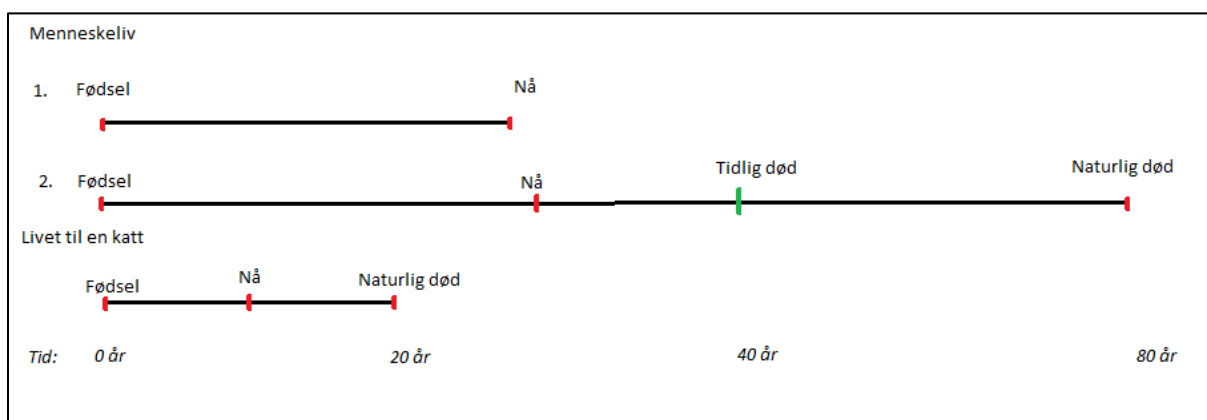 Menneskeliv
1. Fødsel Nå
2. Fødsel Nå Tidlig død Naturlig død
Livet til en katt
Fødsel Nå Naturlig død
Tid: 0 år 20 år 40 år 80 år